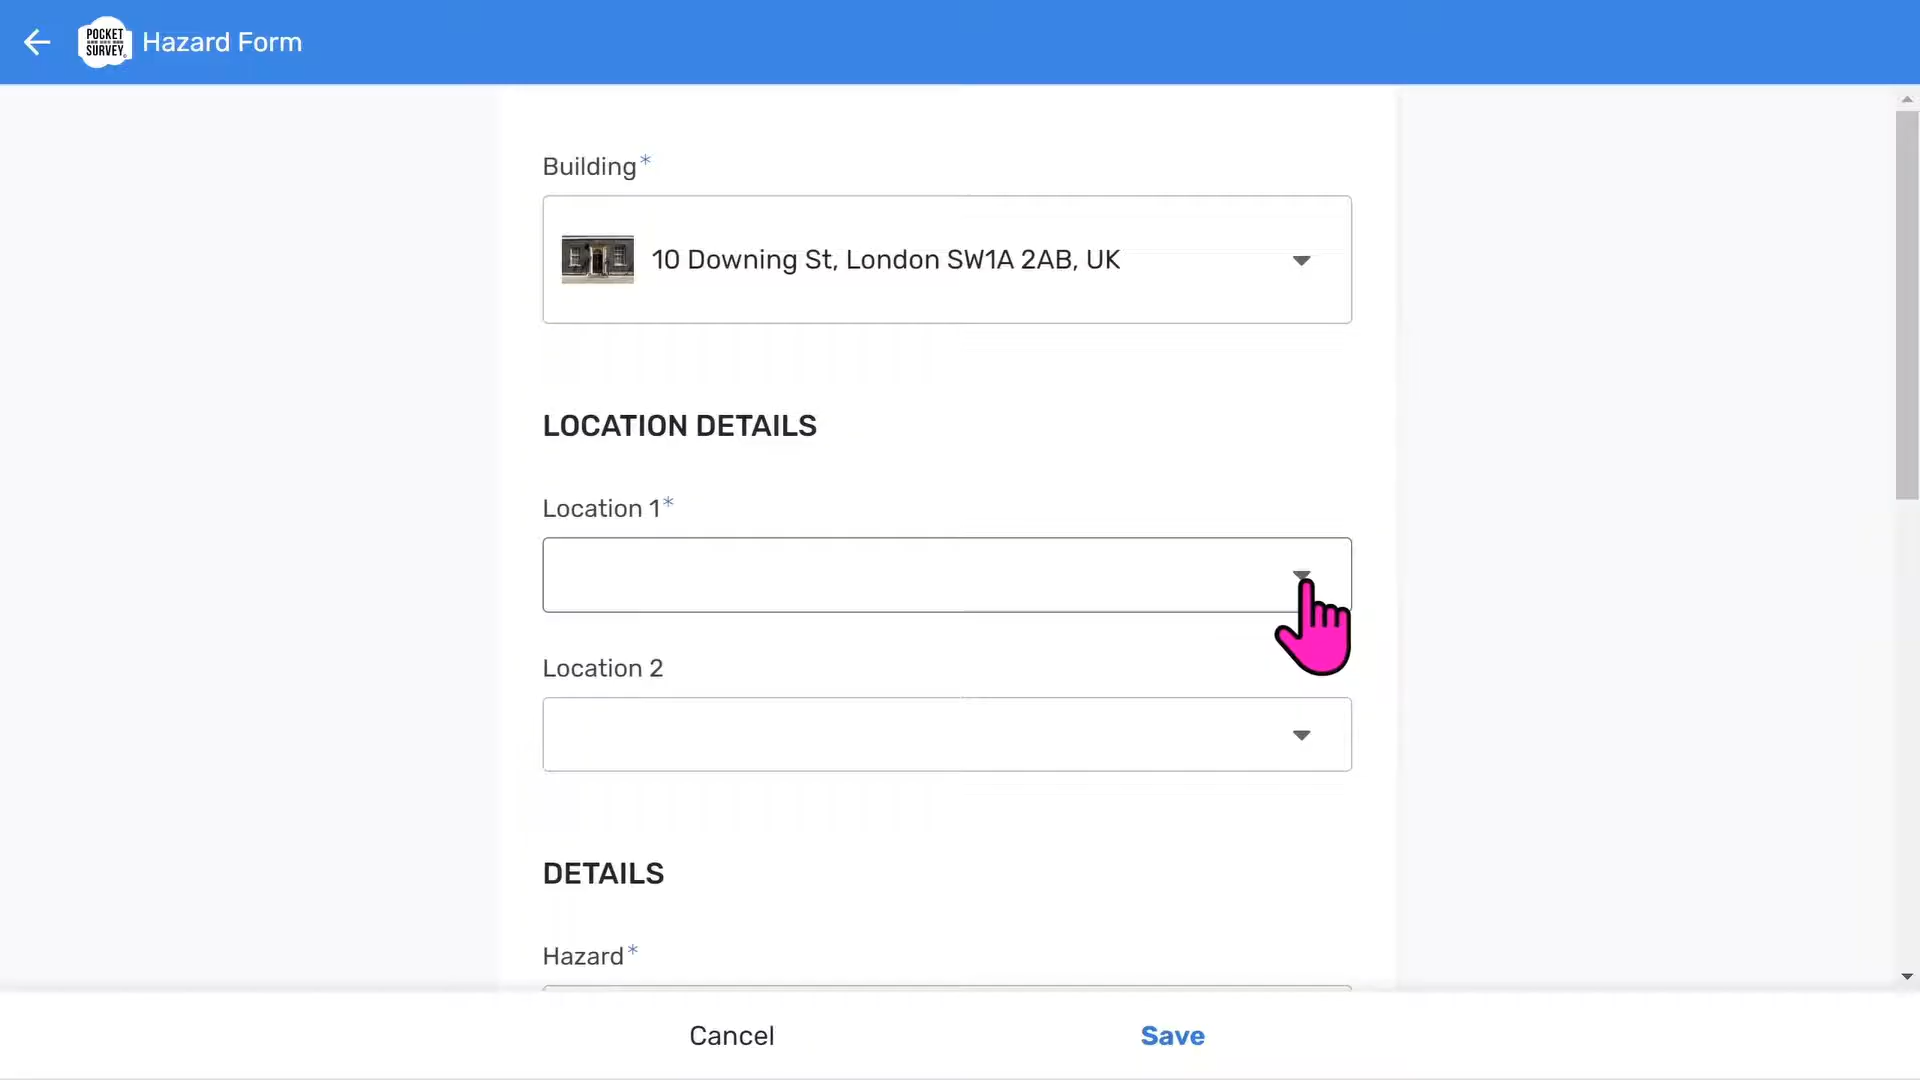 POCKET
SURVEY
Hazard Form
Building*
10 Downing St, London SW1A 2AB, UK
LOCATION DETAILS
Location 1*
Location 2
DETAILS
Hazard*
Cancel
Save